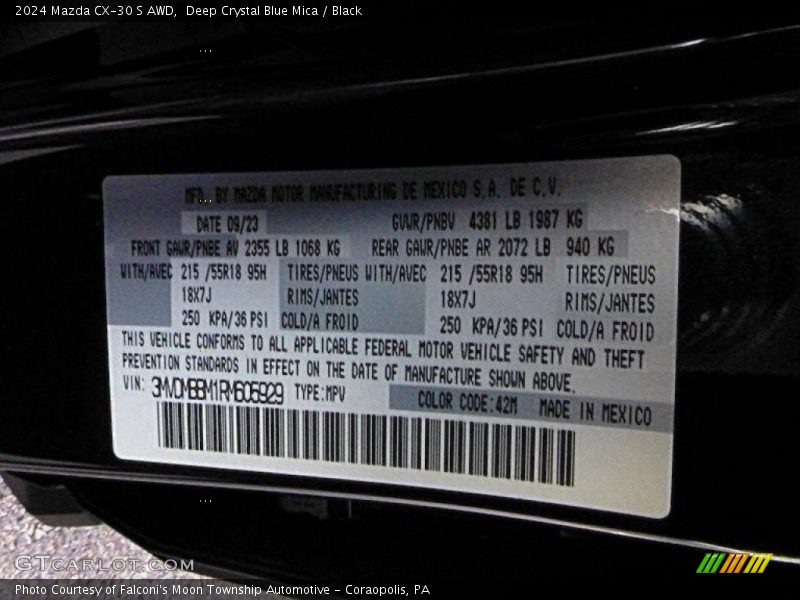 2024 Mazda CX-30 S AWD,  Deep Crystal Blue Mica / Black
MFD. BY MAZDA MOTOR MANUFACTURING DE MEXICO S.A. DE C.V.
DATE 09/23 GVWR/PNBV 4381 LB 1987 KG
FRONT GAWR/PNBE AV 2355 LB 1068 KG REAR GAWR/PNBE AR 2072 LB 940 KG
WITH/AVEC 215 /55R18 95H TIRES/PNEUS WITH/AVEC 215 /55R18 95H TIRES/PNEUS
18X7J RIMS/JANTES 18X7J RIMS/JANTES
250 KPA/36 PSI COLD/A FROID 250 KPA/36 PSI COLD/A FROID
THIS VEHICLE CONFORMS TO ALL APPLICABLE FEDERAL MOTOR VEHICLE SAFETY AND THEFT
PREVENTION STANDARDS IN EFFECT ON THE DATE OF MANUFACTURE SHOWN ABOVE.
VIN: 3MVDMBBM1RM605929 TYPE:MPV COLOR CODE:42M MADE IN MEXICO
GTCARLOT.COM
Photo Courtesy of Falconi's Moon Township Automotive - Coraopolis, PA